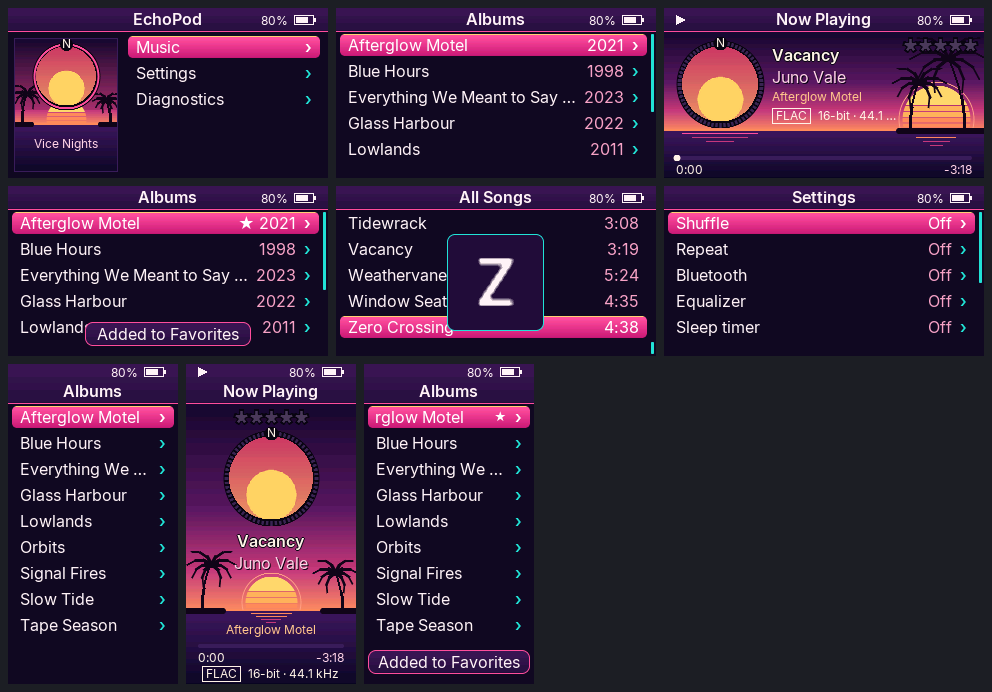 EchoPod 80%
N
Vice Nights
Music ›
Settings ›
Diagnostics ›
Albums 80%
Afterglow Motel 2021 ›
Blue Hours 1998 ›
Everything We Meant to Say ... 2023 ›
Glass Harbour 2022 ›
Lowlands 2011 ›
Now Playing 80%
N
Vacancy
Juno Vale
Afterglow Motel
FLAC 16-bit · 44.1 ...
0:00 -3:18
Albums 80%
Afterglow Motel ★ 2021 ›
Blue Hours 1998 ›
Everything We Meant to Say ... 2023 ›
Glass Harbour 2022 ›
Lowlands 2011 ›
Added to Favorites
All Songs 80%
Tidewrack 3:08
Vacancy 3:19
Weathervane 5:24
Window Seat 4:35
Zero Crossing 4:38
Z
Settings 80%
Shuffle Off ›
Repeat Off ›
Bluetooth Off ›
Equalizer Off ›
Sleep timer Off ›
80%
Albums
Afterglow Motel ›
Blue Hours ›
Everything We ... ›
Glass Harbour ›
Lowlands ›
Orbits ›
Signal Fires ›
Slow Tide ›
Tape Season ›
80%
Now Playing
N
Vacancy
Juno Vale
Afterglow Motel
0:00 -3:18
FLAC 16-bit · 44.1 kHz
80%
Albums
rglow Motel ★ ›
Blue Hours ›
Everything We ... ›
Glass Harbour ›
Lowlands ›
Orbits ›
Signal Fires ›
Slow Tide ›
Tape Season ›
Added to Favorites